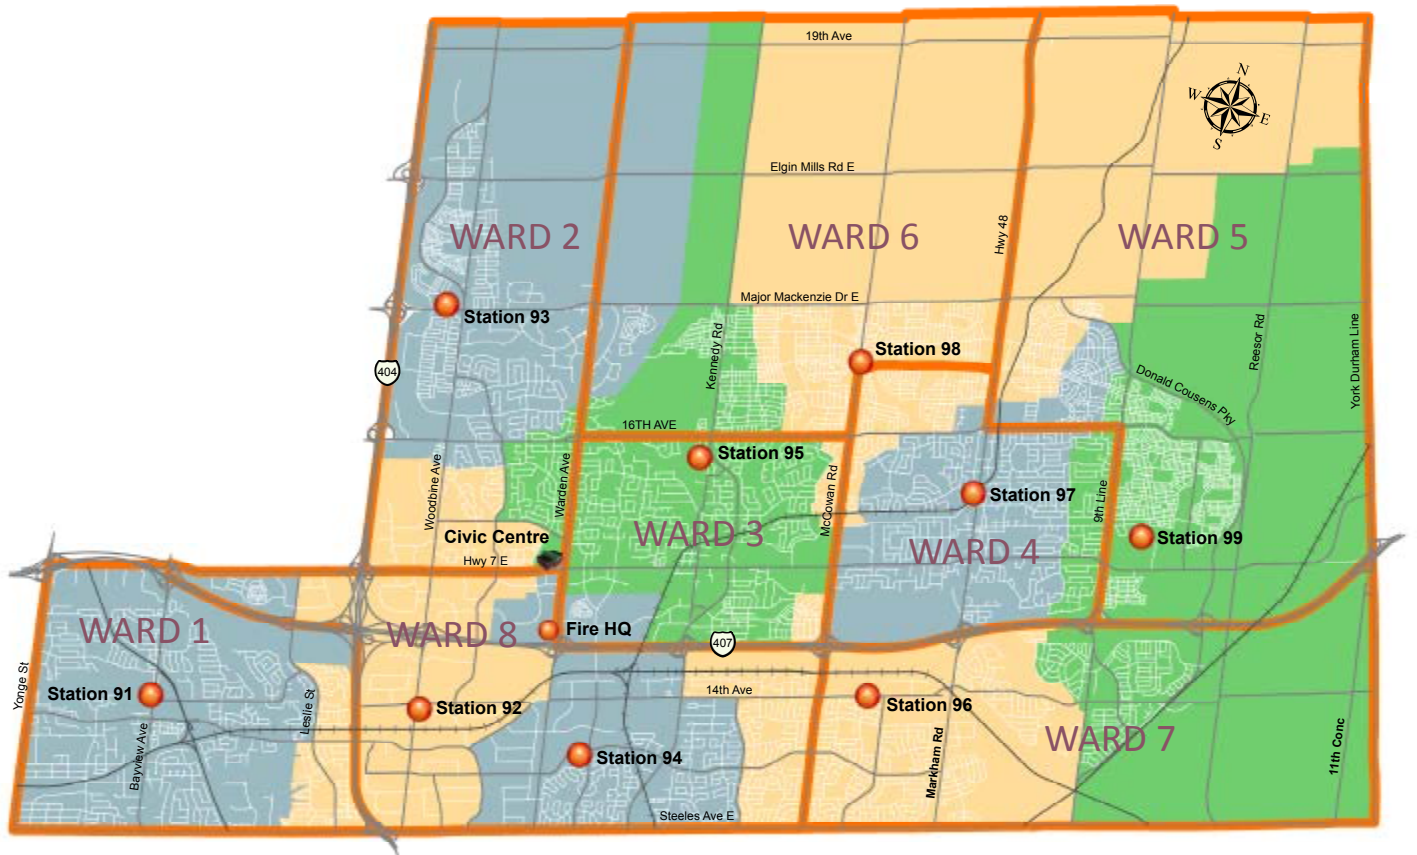 19th Ave
N
W
E
S
Elgin Mills Rd E
WARD 2
WARD 6
Hwy 48
WARD 5
Major Mackenzie Dr E
Station 93
Kennedy Rd
Station 98
Reesor Rd
York Durham Line
404
Donald Cousens Pky
16TH AVE
Station 95
Woodbine Ave
Warden Ave
McCowan Rd
Station 97
9th Line
Civic Centre
WARD 3
WARD 4
Station 99
Hwy 7 E
WARD 1
WARD 8
Fire HQ
407
Yonge St
Station 91
Leslie St
Station 92
14th Ave
Station 96
Bayview Ave
Station 94
Markham Rd
WARD 7
11th Conc
Steeles Ave E